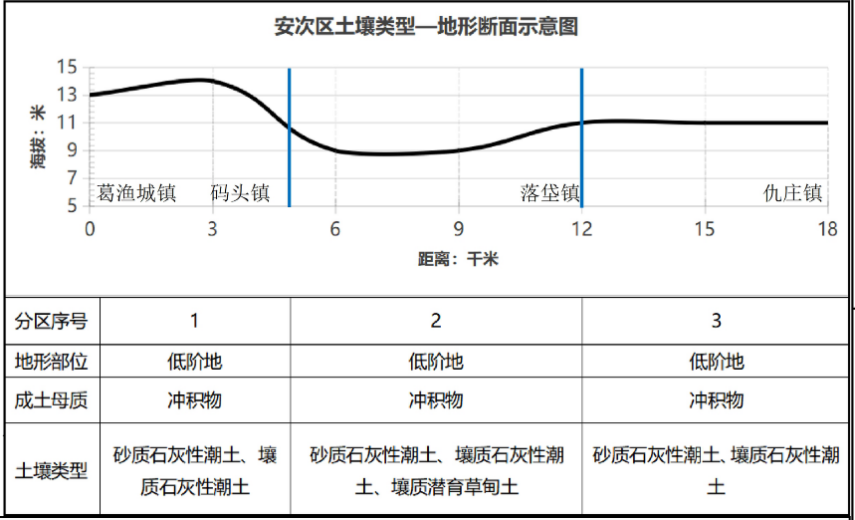 安次区土壤类型—地形断面示意图
15
13
11
9
7
5
海拔：米
葛渔城镇 码头镇 落垡镇 仇庄镇
0 3 6 9 12 15 18
距离：千米
分区序号 1 2 3
地形部位 低阶地 低阶地 低阶地
成土母质 冲积物 冲积物 冲积物
土壤类型
砂质石灰性潮土、壤
质石灰性潮土
砂质石灰性潮土、壤质石灰性潮
土、壤质潜育草甸土
砂质石灰性潮土、壤质石灰性潮
土